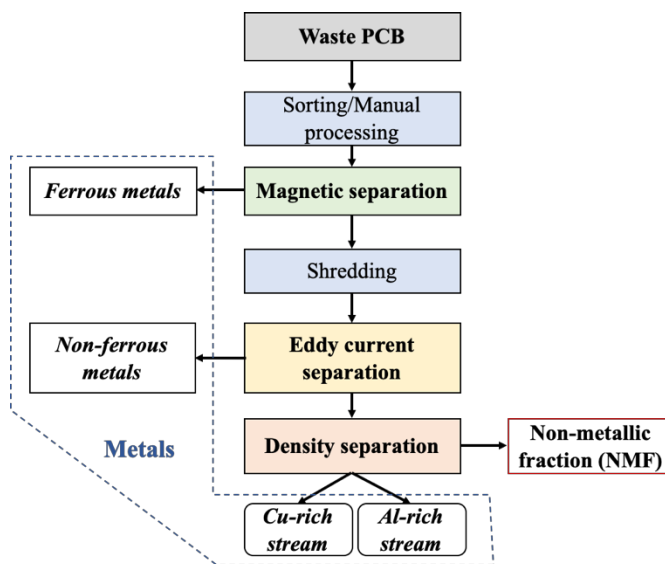 Waste PCB
Sorting/Manual
processing
Ferrous metals
Magnetic separation
Shredding
Non-ferrous
metals
Eddy current
separation
Metals
Density separation
Non-metallic
fraction (NMF)
Cu-rich
stream
Al-rich
stream